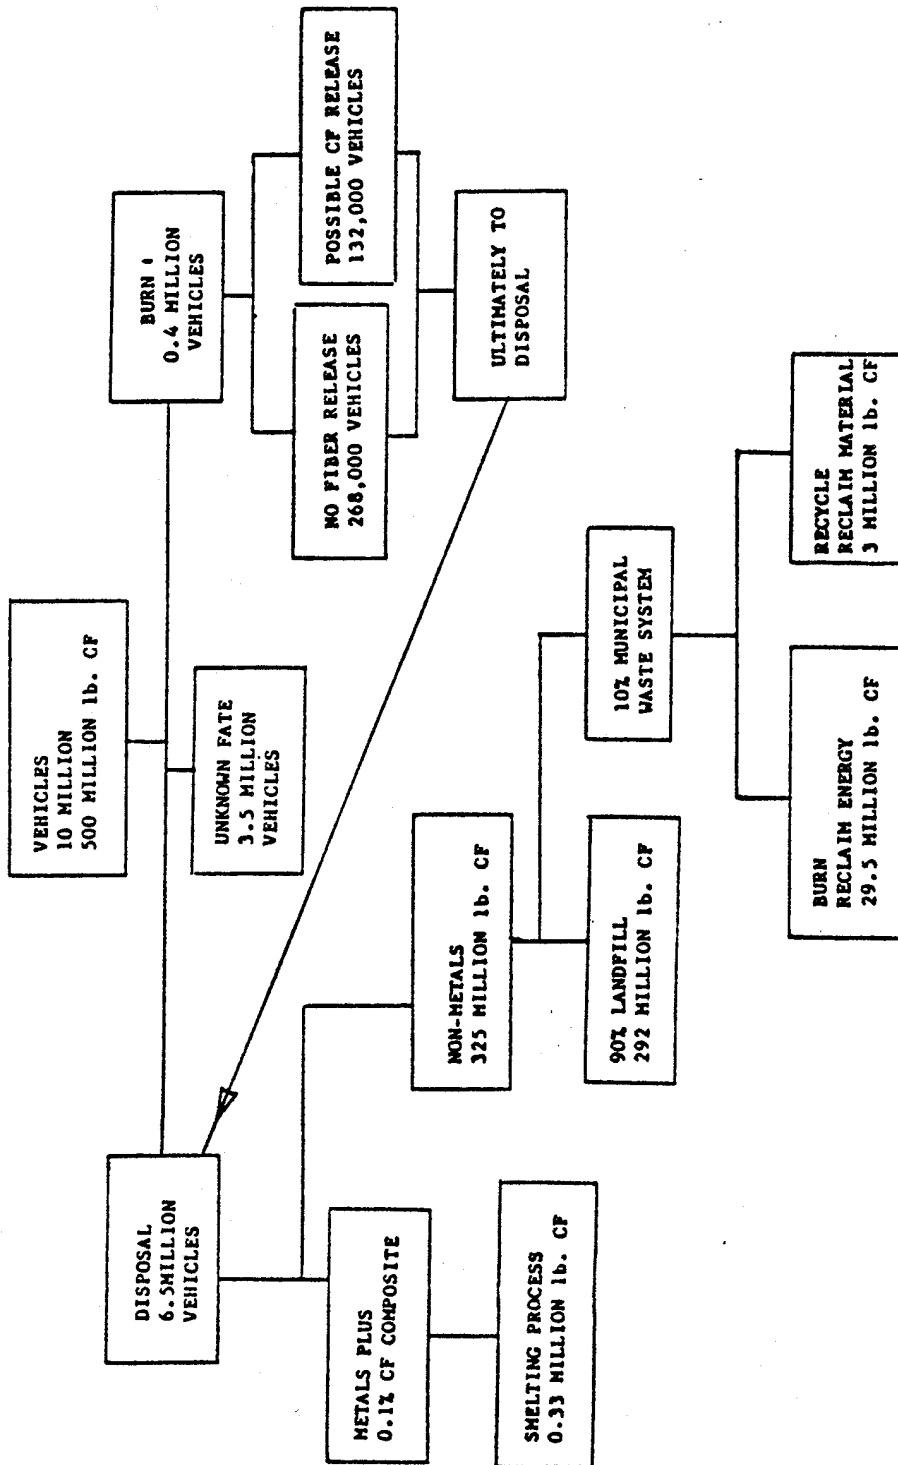 VEHICLES
10 MILLION
500 MILLION lb. CF
DISPOSAL
6.5MILLION
VEHICLES
UNKNOWN FATE
3.5 MILLION
VEHICLES
BURN
0.4 MILLION
VEHICLES
METALS PLUS
0.1% CF COMPOSITE
NON-METALS
325 MILLION lb. CF
NO FIBER RELEASE
268,000 VEHICLES
POSSIBLE CF RELEASE
132,000 VEHICLES
SMELTING PROCESS
0.33 MILLION lb. CF
90% LANDFILL
292 MILLION lb. CF
10% MUNICIPAL
WASTE SYSTEM
ULTIMATELY TO
DISPOSAL
BURN
RECLAIM ENERGY
29.5 MILLION lb. CF
RECYCLE
RECLAIM MATERIAL
3 MILLION lb. CF